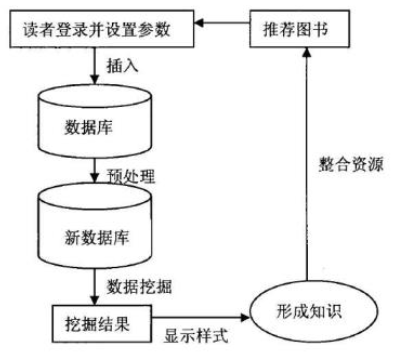 读者登录并设置参数
推荐图书
插入
数据库
预处理
整合资源
新数据库
数据挖掘
挖掘结果
显示样式
形成知识